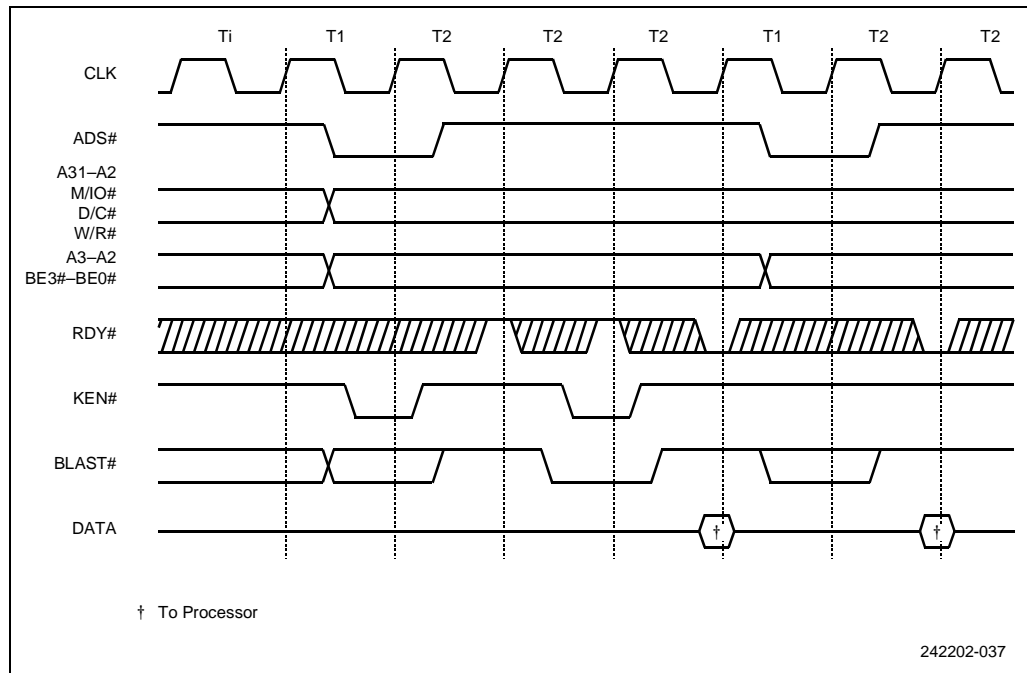 Ti T1 T2 T2 T2 T1 T2 T2
CLK
ADS#
A31–A2
M/IO#
D/C#
W/R#
A3–A2
BE3#–BE0#
RDY#
KEN#
BLAST#
DATA
† †
† To Processor
242202-037